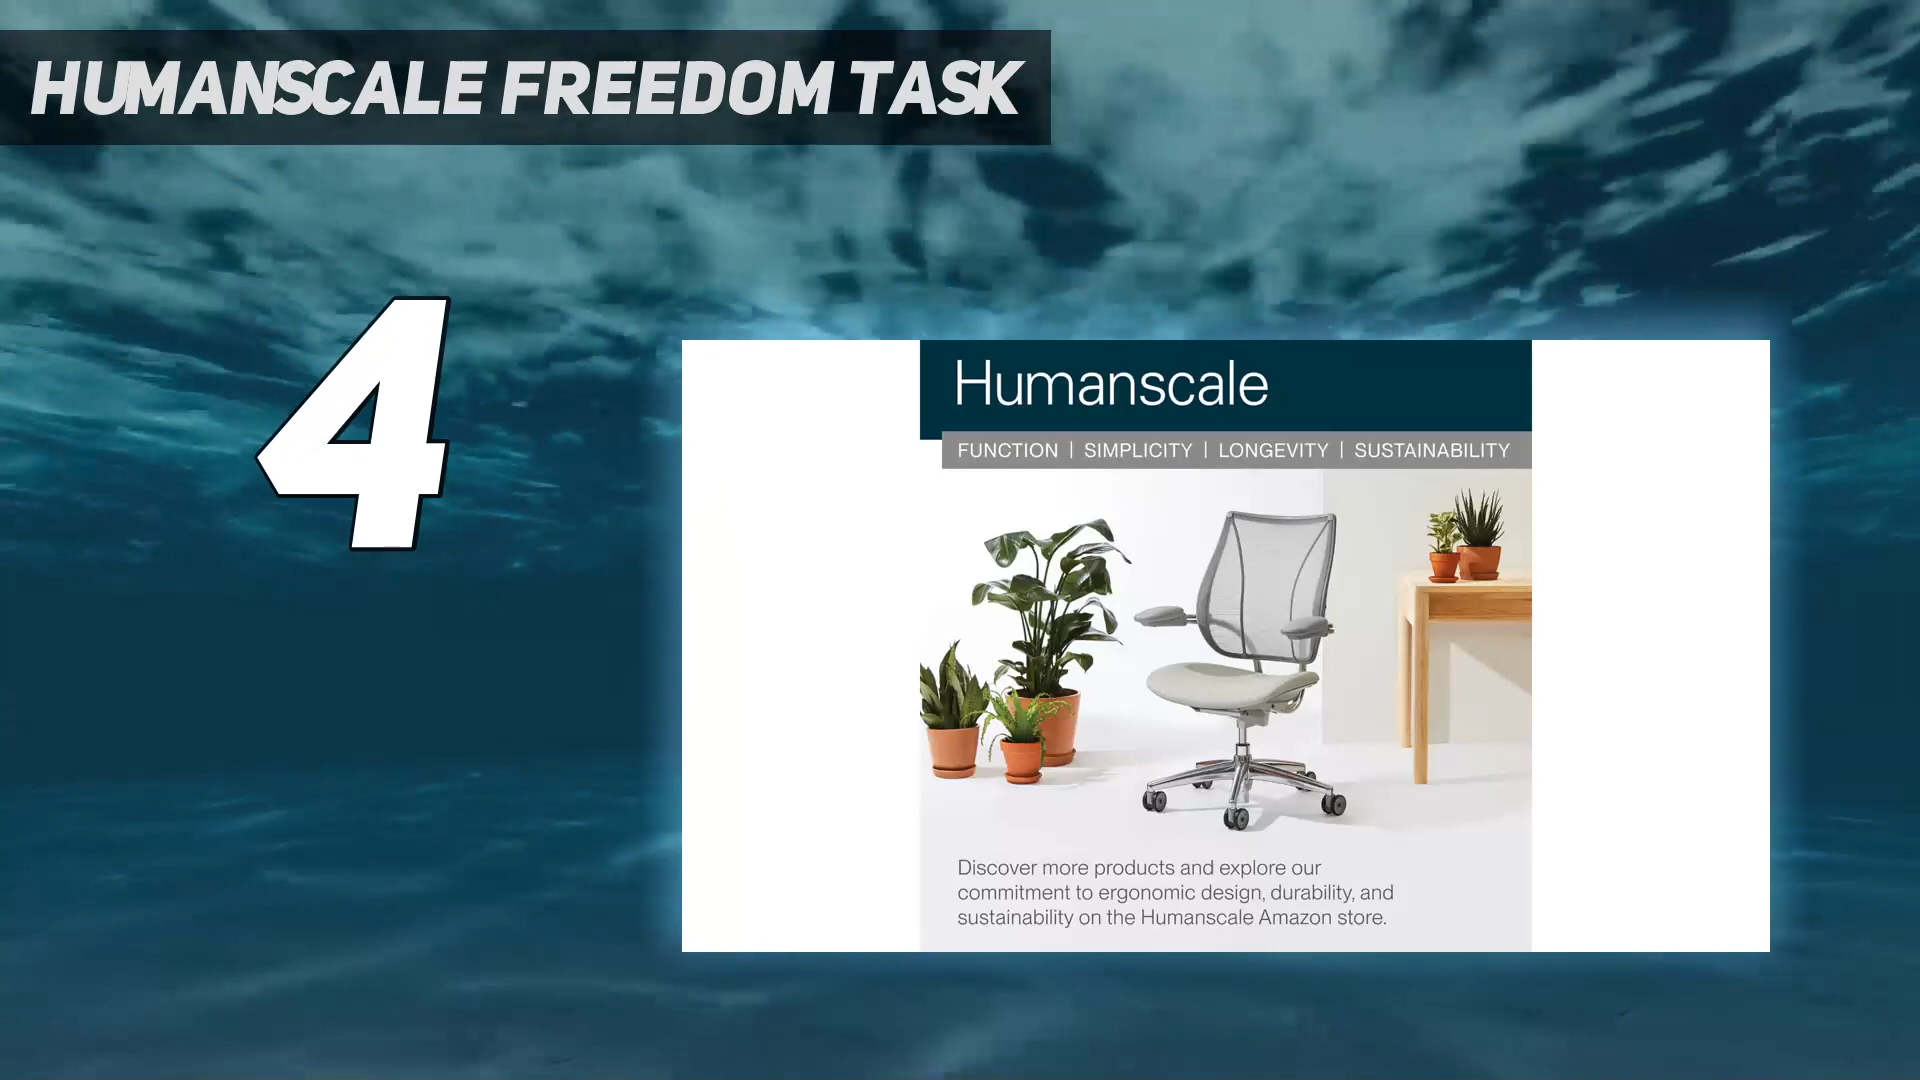 HUMANSCALE FREEDOM TASK
4
Humanscale
FUNCTION | SIMPLICITY | LONGEVITY | SUSTAINABILITY
Discover more products and explore our
commitment to ergonomic design, durability, and
sustainability on the Humanscale Amazon store.